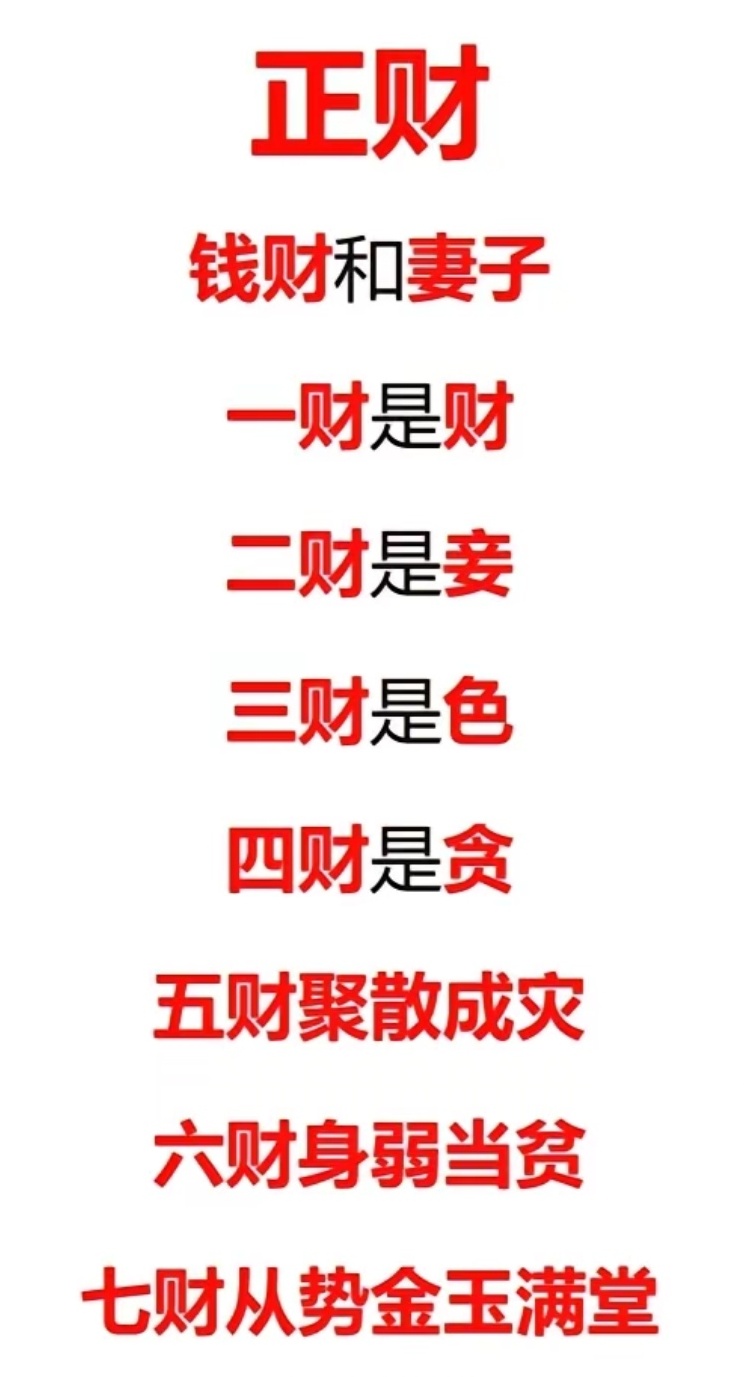 正财
钱财和妻子
一财是财
二财是妾
三财是色
四财是贪
五财聚散成灾
六财身弱当贫
七财从势金玉满堂